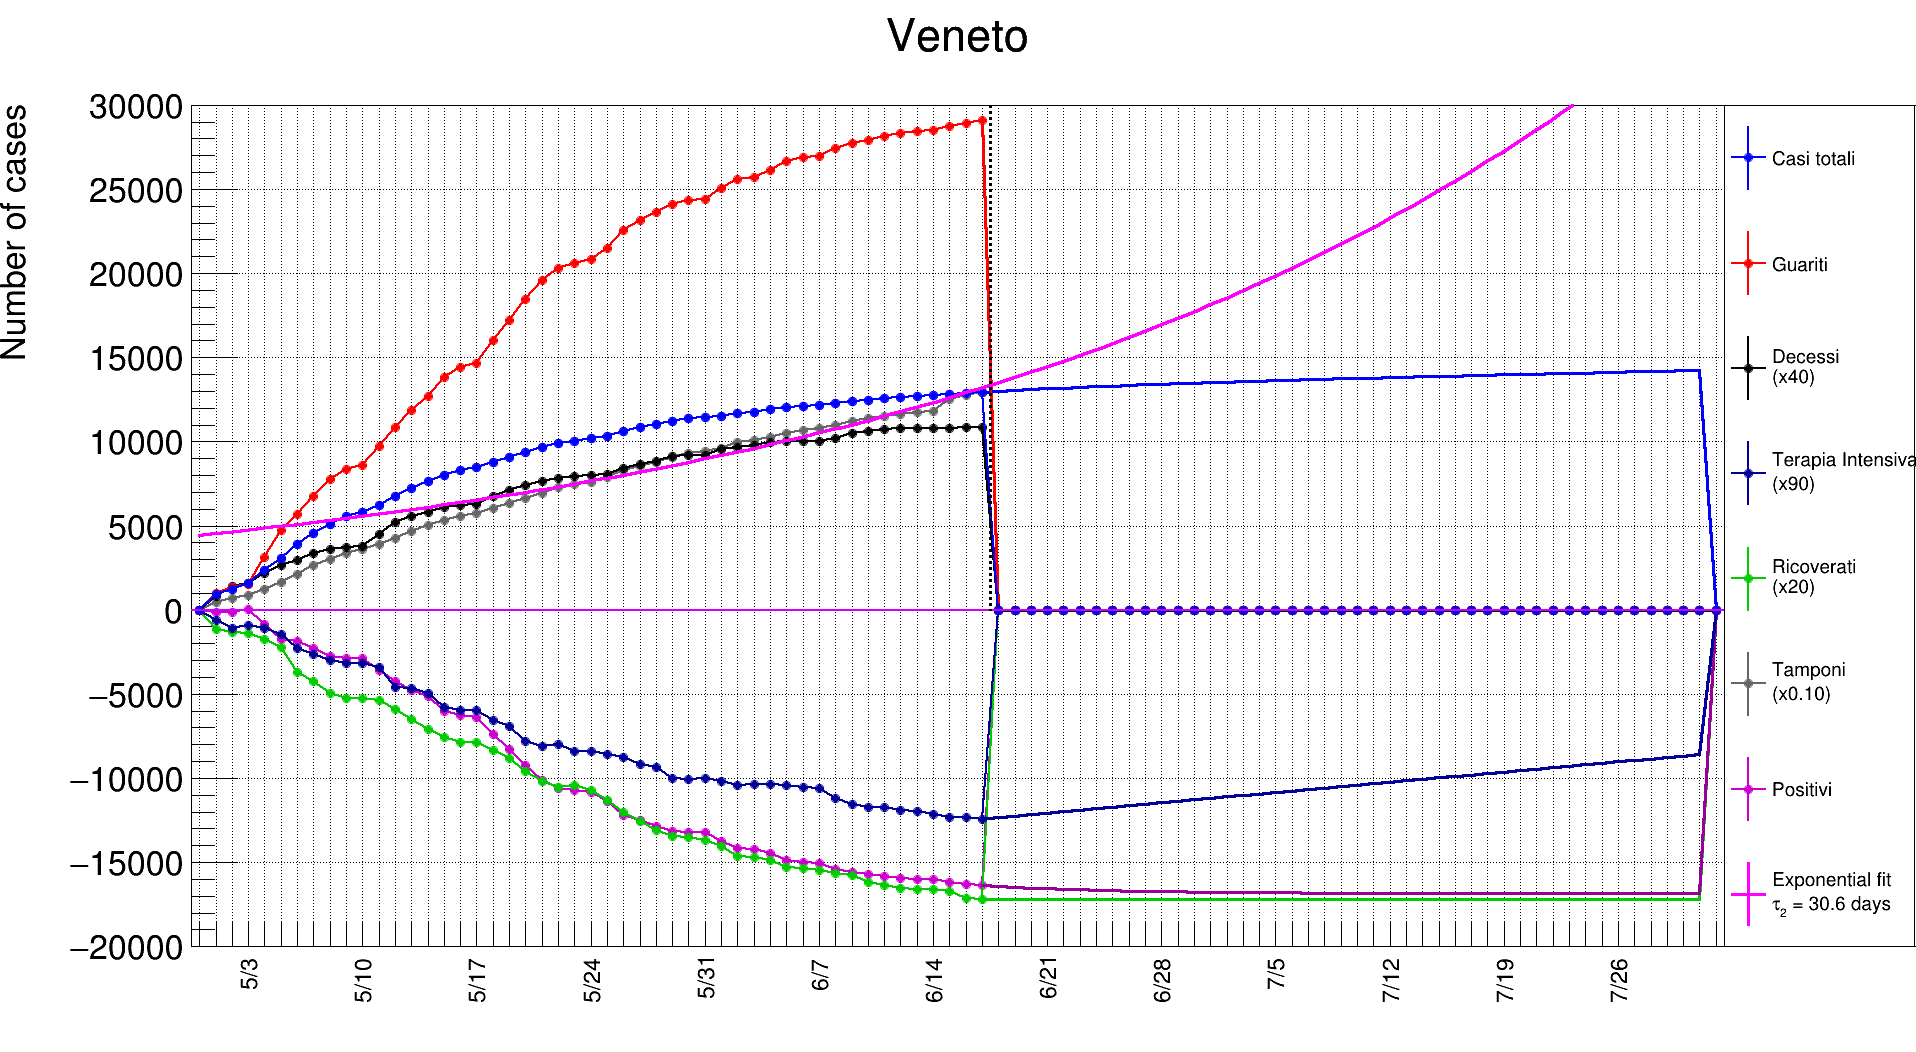 Veneto
Number of cases
30000
25000
20000
15000
10000
5000
0
−5000
−10000
−15000
−20000
5/3
5/10
5/17
5/24
5/31
6/7
6/14
6/21
6/28
7/5
7/12
7/19
7/26
Casi totali
Guariti
Decessi
(x40)
Terapia Intensiva
(x90)
Ricoverati
(x20)
Tamponi
(x0.10)
Positivi
Exponential fit
τ2 = 30.6 days